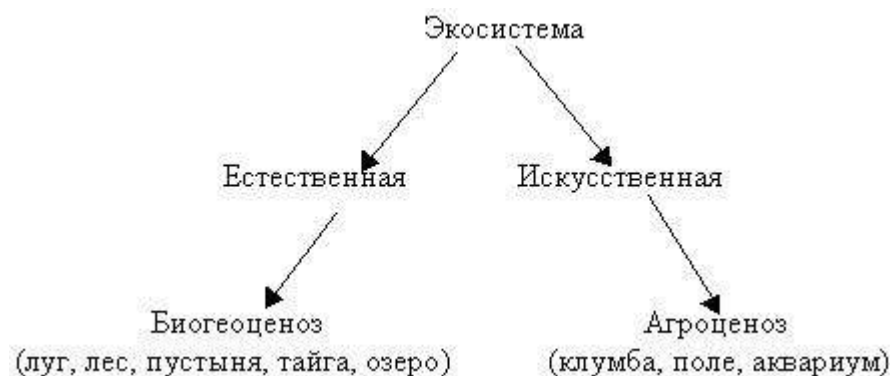 Экосистема
Естественная Искусственная
Биогеоценоз Агроценоз
(луг, лес, пустыня, тайга, озеро) (клумба, поле, аквариум)